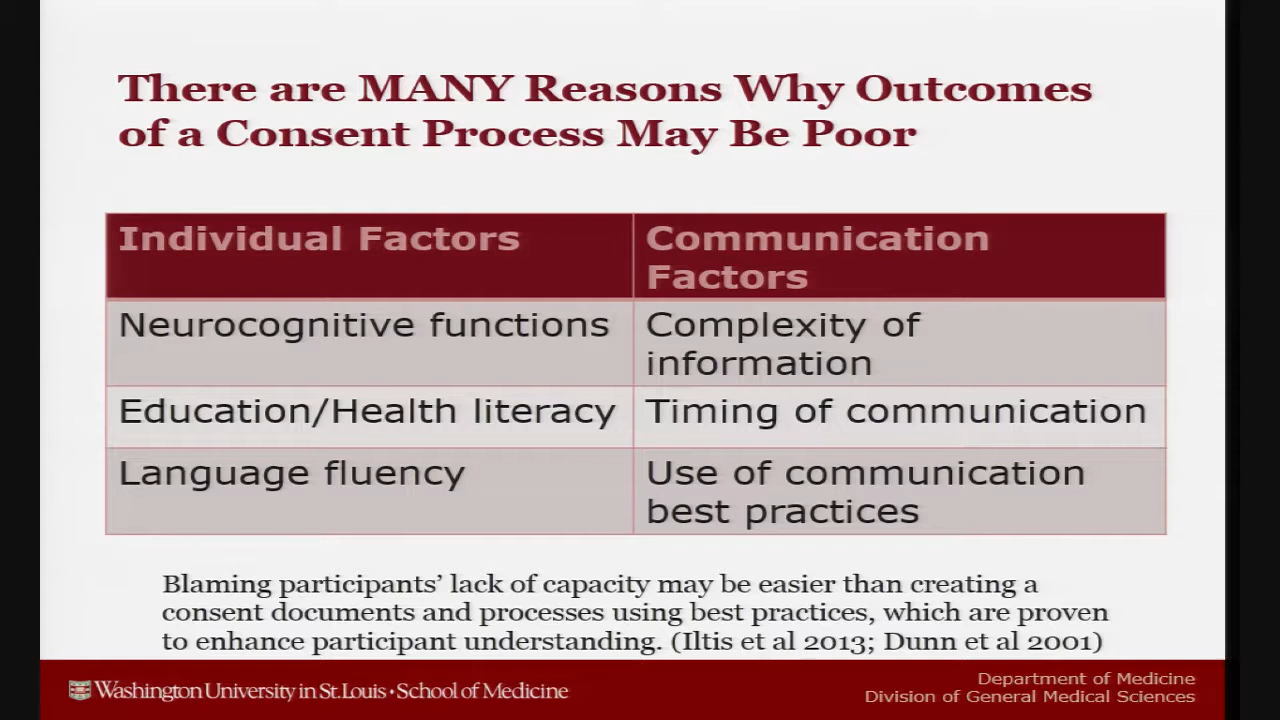 There are MANY Reasons Why Outcomes
of a Consent Process May Be Poor
Individual Factors
Communication
Factors
Neurocognitive functions
Complexity of
information
Education/Health literacy
Timing of communication
Language fluency
Use of communication
best practices
Blaming participants’ lack of capacity may be easier than creating a
consent documents and processes using best practices, which are proven
to enhance participant understanding. (Iltis et al 2013; Dunn et al 2001)
Washington University in St. Louis • School of Medicine
Department of Medicine
Division of General Medical Sciences